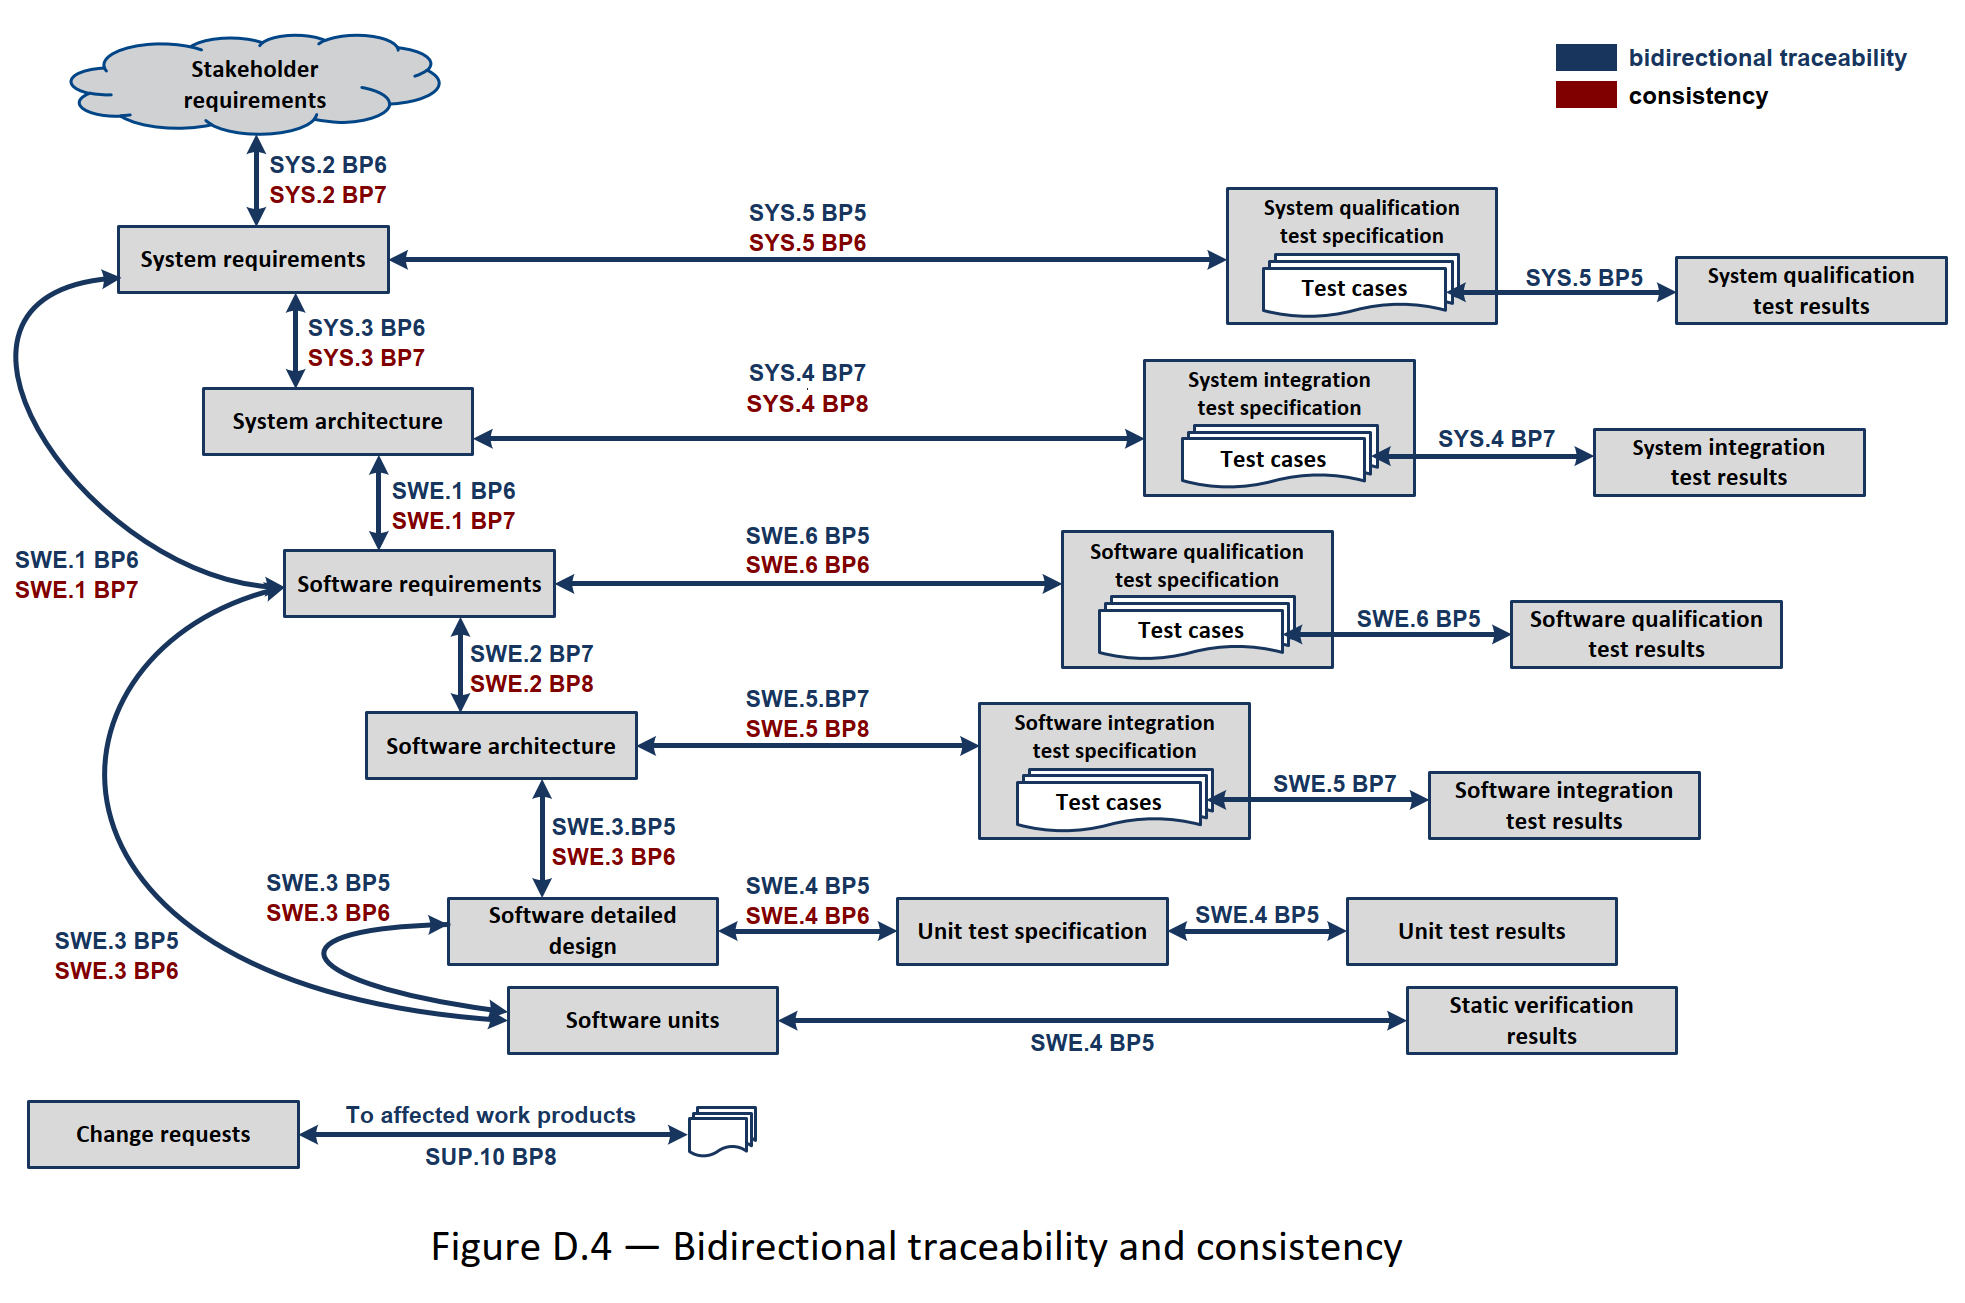 Stakeholder
requirements
bidirectional traceability
consistency
SYS.2 BP6
SYS.2 BP7
System requirements
SYS.5 BP5
SYS.5 BP6
System qualification
test specification
Test cases
SYS.5 BP5
System qualification
test results
SYS.3 BP6
SYS.3 BP7
System architecture
SYS.4 BP7
SYS.4 BP8
System integration
test specification
Test cases
SYS.4 BP7
System integration
test results
SWE.1 BP6
SWE.1 BP7
SWE.1 BP6
SWE.1 BP7
Software requirements
SWE.6 BP5
SWE.6 BP6
Software qualification
test specification
Test cases
SWE.6 BP5
Software qualification
test results
SWE.2 BP7
SWE.2 BP8
Software architecture
SWE.5.BP7
SWE.5 BP8
Software integration
test specification
Test cases
SWE.5 BP7
Software integration
test results
SWE.3.BP5
SWE.3 BP6
SWE.3 BP5
SWE.3 BP6
Software detailed
design
SWE.4 BP5
SWE.4 BP6
Unit test specification
SWE.4 BP5
Unit test results
SWE.3 BP5
SWE.3 BP6
Software units
SWE.4 BP5
Static verification
results
Change requests
To affected work products
SUP.10 BP8
Figure D.4 — Bidirectional traceability and consistency